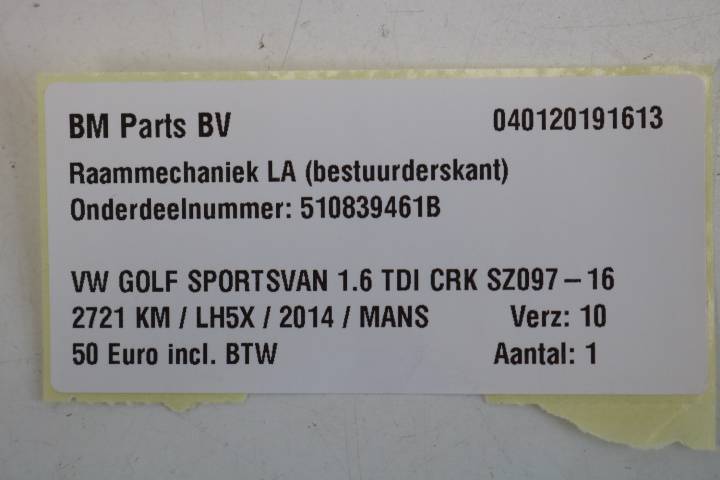 BM Parts BV 040120191613
Raammechaniek LA (bestuurderskant)
Onderdeelnummer: 510839461B
VW GOLF SPORTSVAN 1.6 TDI CRK SZ097 – 16
2721 KM / LH5X / 2014 / MANS Verz: 10
50 Euro incl. BTW Aantal: 1